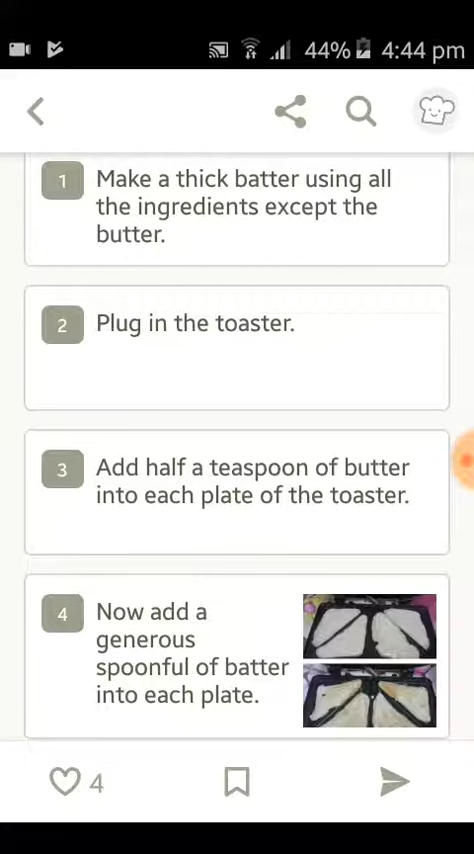 44% 4:44 pm
1 Make a thick batter using all
the ingredients except the
butter.
2 Plug in the toaster.
3 Add half a teaspoon of butter
into each plate of the toaster.
4 Now add a
generous
spoonful of batter
into each plate.
4